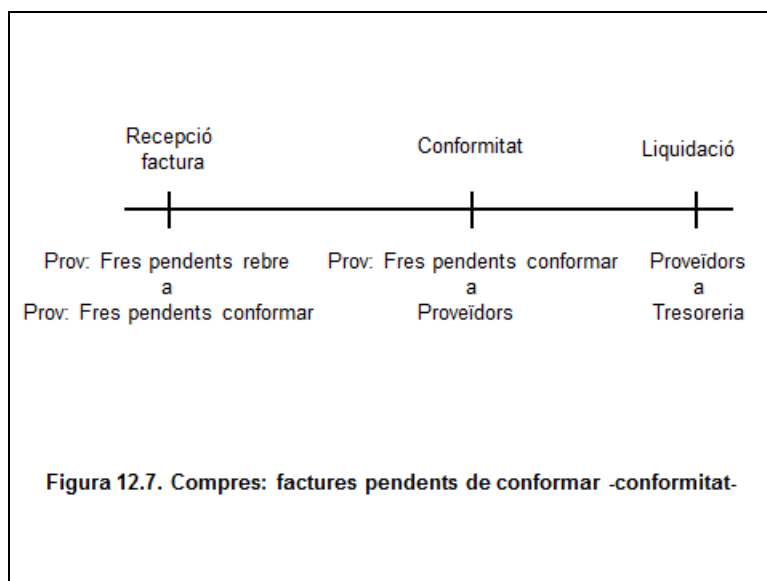 Recepció
factura
Conformitat
Liquidació
Prov: Fres pendents rebre
a
Prov: Fres pendents conformar
Prov: Fres pendents conformar
a
Proveïdors
Proveïdors
a
Tresoreria
Figura 12.7. Compres: factures pendents de conformar -conformitat-